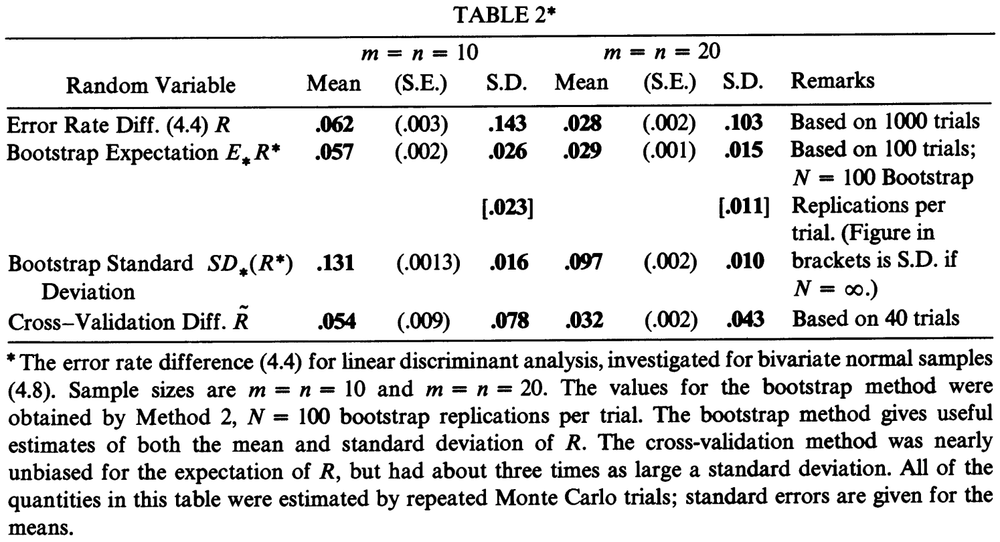 TABLE 2*
m = n = 10 m = n = 20
Random Variable Mean (S.E.) S.D. Mean (S.E.) S.D. Remarks
Error Rate Diff. (4.4) R .062 (.003) .143 .028 (.002) .103 Based on 1000 trials
Bootstrap Expectation E*R* .057 (.002) .026 .029 (.001) .015 Based on 100 trials;
N = 100 Bootstrap
[.023] [.011] Replications per
trial. (Figure in
Bootstrap Standard SD*(R*) .131 (.0013) .016 .097 (.002) .010 brackets is S.D. if
Deviation N = ∞.)
Cross–Validation Diff. R̃ .054 (.009) .078 .032 (.002) .043 Based on 40 trials
* The error rate difference (4.4) for linear discriminant analysis, investigated for bivariate normal samples
(4.8). Sample sizes are m = n = 10 and m = n = 20. The values for the bootstrap method were
obtained by Method 2, N = 100 bootstrap replications per trial. The bootstrap method gives useful
estimates of both the mean and standard deviation of R. The cross-validation method was nearly
unbiased for the expectation of R, but had about three times as large a standard deviation. All of the
quantities in this table were estimated by repeated Monte Carlo trials; standard errors are given for the
means.